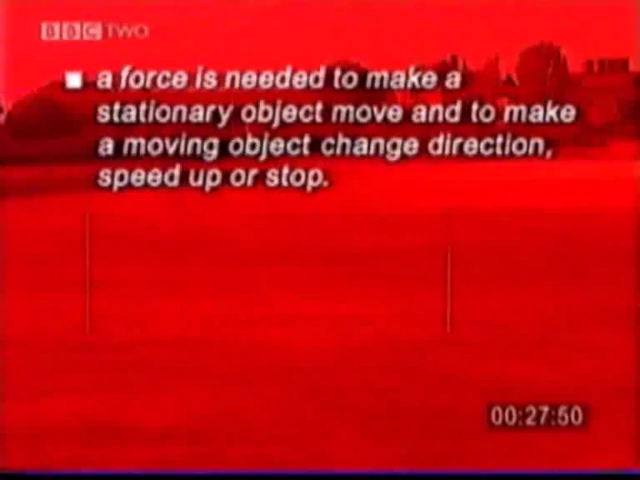 BBC TWO
a force is needed to make a
stationary object move and to make
a moving object change direction,
speed up or stop.
00:27:50